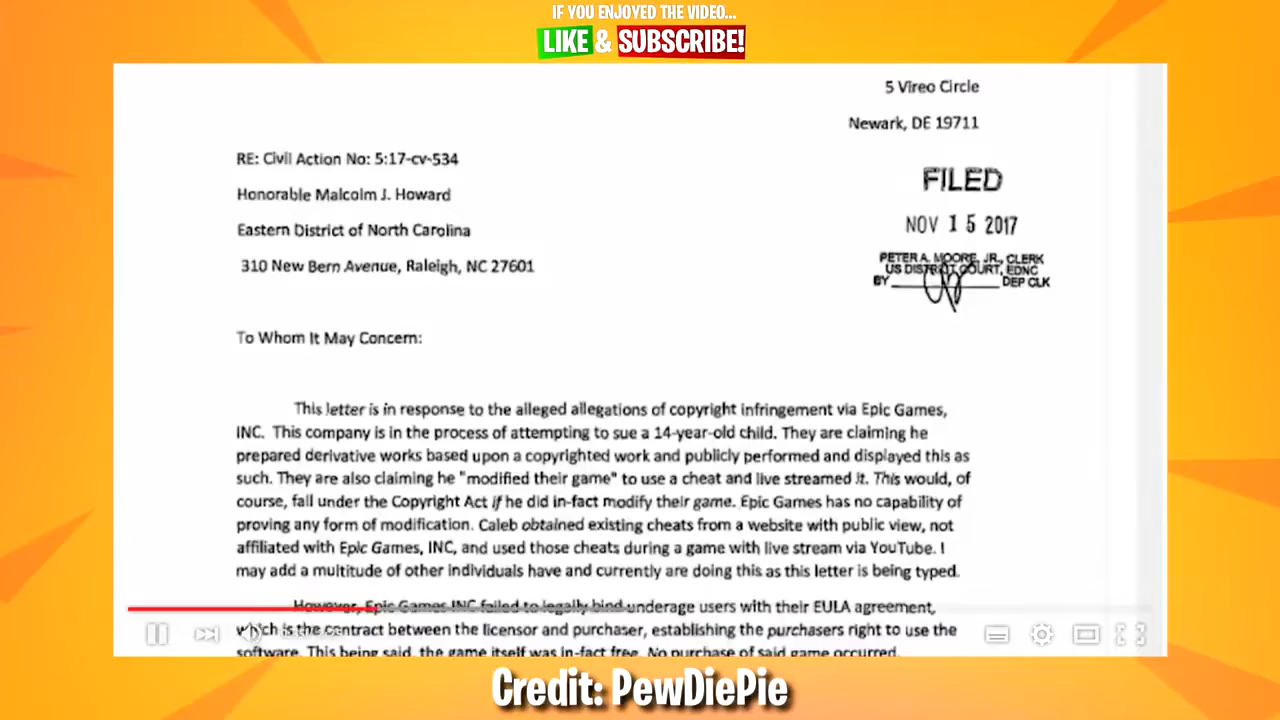 IF YOU ENJOYED THE VIDEO...
LIKE & SUBSCRIBE!
5 Vireo Circle
Newark, DE 19711
RE: Civil Action No: 5:17-cv-534
Honorable Malcolm J. Howard
Eastern District of North Carolina
310 New Bern Avenue, Raleigh, NC 27601
FILED
NOV 15 2017
PETER A. MOORE, JR., CLERK
US DISTRICT COURT, EDNC
BY DEP CLK
To Whom It May Concern:
This letter is in response to the alleged allegations of copyright infringement via Epic Games,
INC. This company is in the process of attempting to sue a 14-year-old child. They are claiming he
prepared derivative works based upon a copyrighted work and publicly performed and displayed this as
such. They are also claiming he "modified their game" to use a cheat and live streamed it. This would, of
course, fall under the Copyright Act if he did in-fact modify their game. Epic Games has no capability of
proving any form of modification. Caleb obtained existing cheats from a website with public view, not
affiliated with Epic Games, INC, and used those cheats during a game with live stream via YouTube. I
may add a multitude of other individuals have and currently are doing this as this letter is being typed.
However, Epic Games INC failed to legally bind underage users with their EULA agreement,
which is the contract between the licensor and purchaser, establishing the purchasers right to use the
software. This being said, the game itself was in-fact free. No purchase of said game occurred.
Credit: PewDiePie